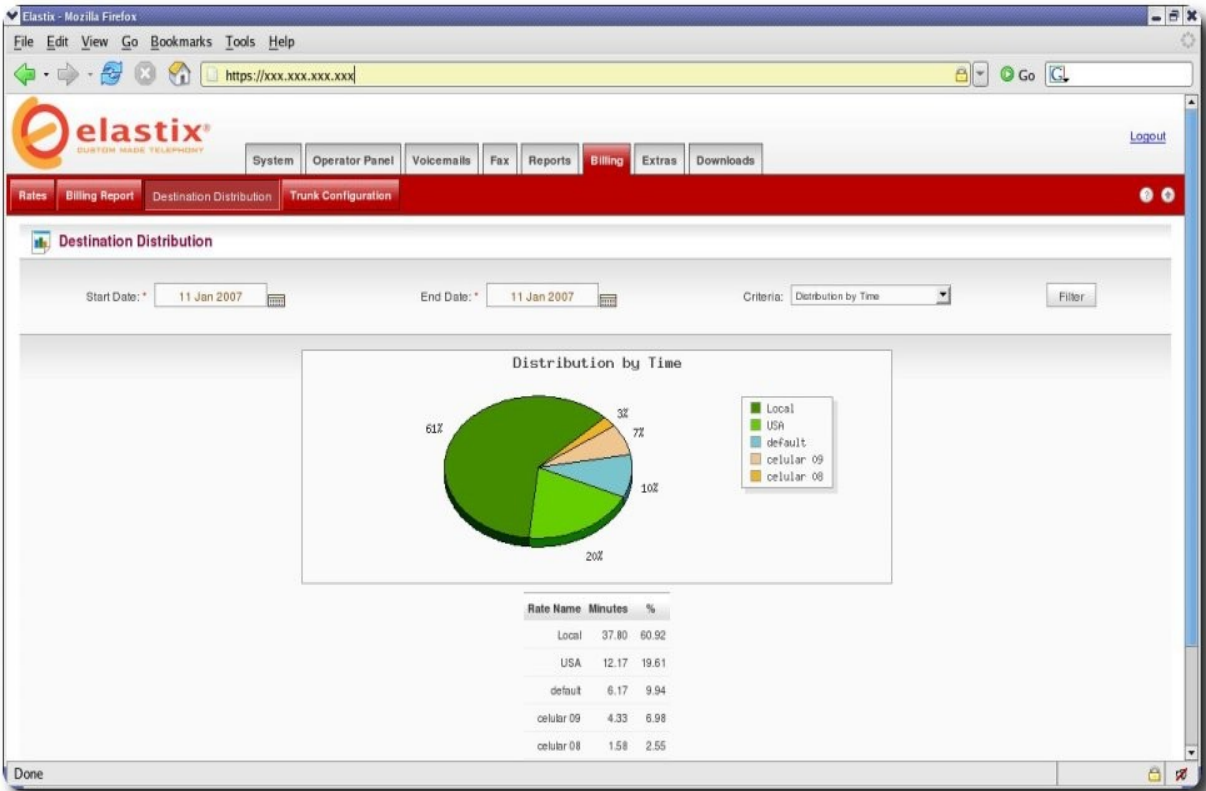 Elastix - Mozilla Firefox
File Edit View Go Bookmarks Tools Help
https://xxx.xxx.xxx.xxx
Go
G
elastix®
CUSTOM MADE TELEPHONY
Logout
System Operator Panel Voicemails Fax Reports Billing Extras Downloads
Rates Billing Report Destination Distribution Trunk Configuration
Destination Distribution
Start Date: * 11 Jan 2007 End Date: * 11 Jan 2007 Criteria: Distribution by Time Filter
Distribution by Time
61%
3%
7%
10%
20%
Local
USA
default
celular 09
celular 08
Rate Name Minutes %
Local 37.80 60.92
USA 12.17 19.61
default 6.17 9.94
celular 09 4.33 6.98
celular 08 1.58 2.55
Done